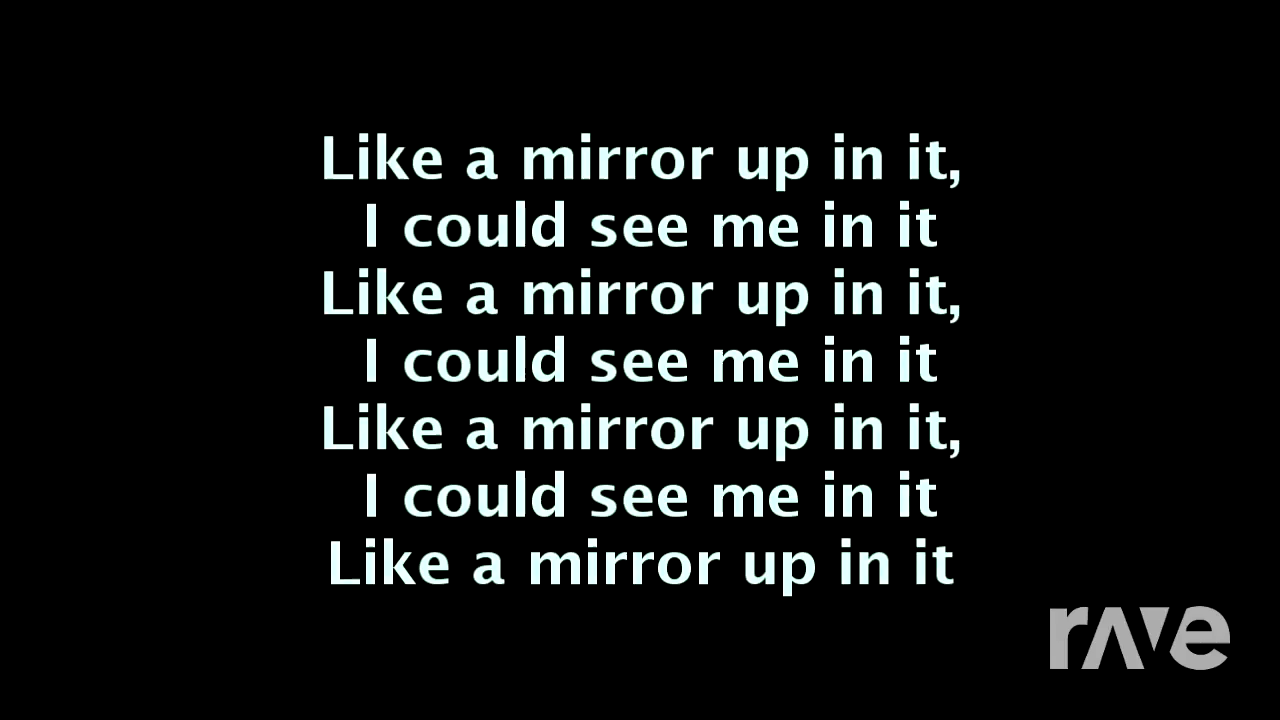 Like a mirror up in it,
I could see me in it
Like a mirror up in it,
I could see me in it
Like a mirror up in it,
I could see me in it
Like a mirror up in it
rave